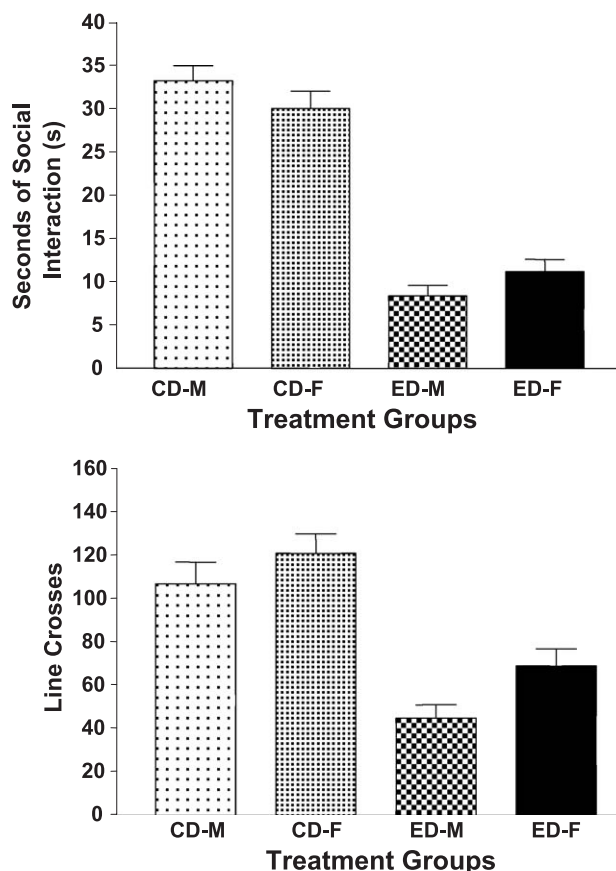 40
35
30
25
20
15
10
5
0
Seconds of Social
Interaction (s)
CD-M CD-F ED-M ED-F
Treatment Groups
160
140
120
100
80
60
40
20
0
Line Crosses
CD-M CD-F ED-M ED-F
Treatment Groups